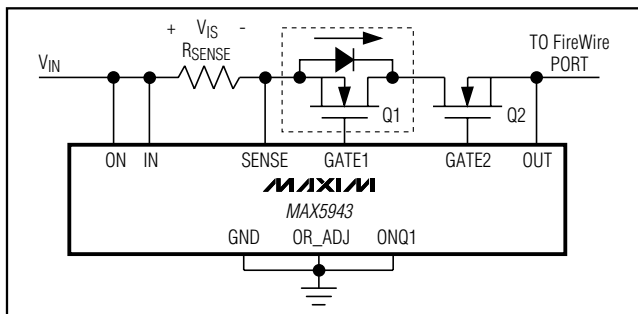 + VIS -
RSENSE
VIN
TO FireWire
PORT
Q1
Q2
ON IN SENSE GATE1 GATE2 OUT
MAXIM
MAX5943
GND OR_ADJ ONQ1